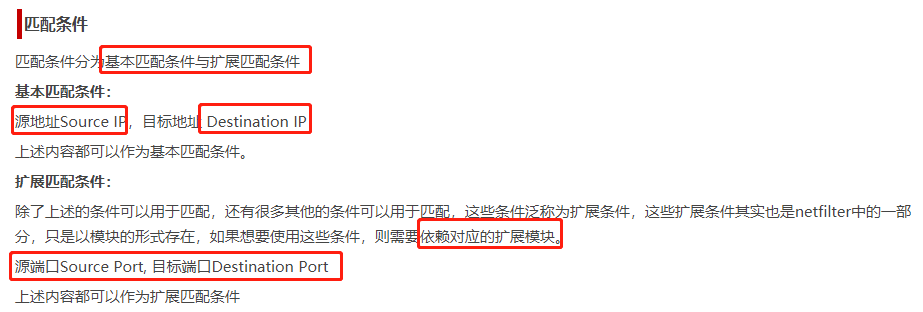 匹配条件
匹配条件分为基本匹配条件与扩展匹配条件
基本匹配条件：
源地址Source IP，目标地址 Destination IP
上述内容都可以作为基本匹配条件。
扩展匹配条件：
除了上述的条件可以用于匹配，还有很多其他的条件可以用于匹配，这些条件泛称为扩展条件，这些扩展条件其实也是netfilter中的一部
分，只是以模块的形式存在，如果想要使用这些条件，则需要依赖对应的扩展模块。
源端口Source Port, 目标端口Destination Port
上述内容都可以作为扩展匹配条件